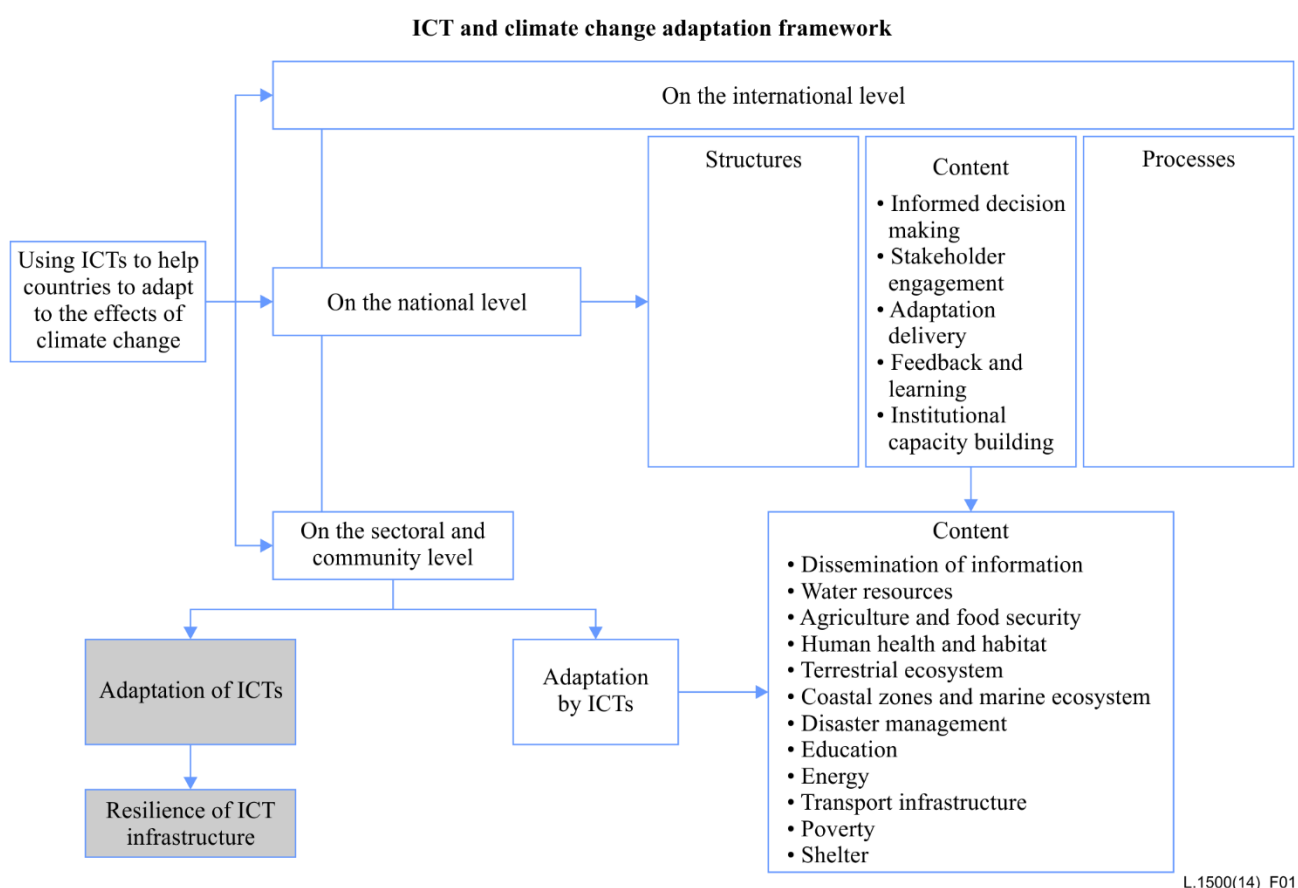 ICT and climate change adaptation framework
On the international level
Structures
Content
• Informed decision
making
• Stakeholder
engagement
• Adaptation
delivery
• Feedback and
learning
• Institutional
capacity building
Processes
Using ICTs to help
countries to adapt
to the effects of
climate change
On the national level
On the sectoral and
community level
Adaptation of ICTs
Resilience of ICT
infrastructure
Adaptation
by ICTs
Content
• Dissemination of information
• Water resources
• Agriculture and food security
• Human health and habitat
• Terrestrial ecosystem
• Coastal zones and marine ecosystem
• Disaster management
• Education
• Energy
• Transport infrastructure
• Poverty
• Shelter
L.1500(14)_F01